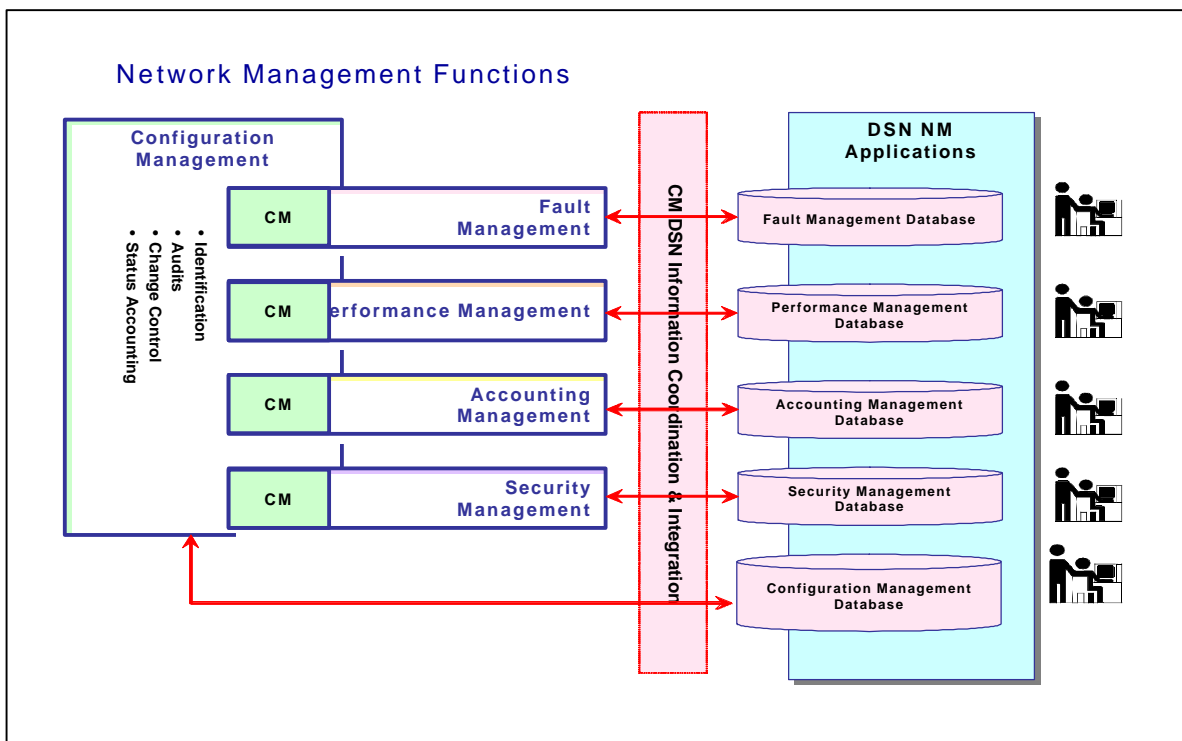 Network Management Functions
Configuration
Management
• Identification
• Audits
• Change Control
• Status Accounting
CM
Fault
Management
CM
erformance Management
CM
Accounting
Management
CM
Security
Management
CM DSN Information Coordination & Integration
DSN NM
Applications
Fault Management Database
Performance Management
Database
Accounting Management
Database
Security Management
Database
Configuration Management
Database